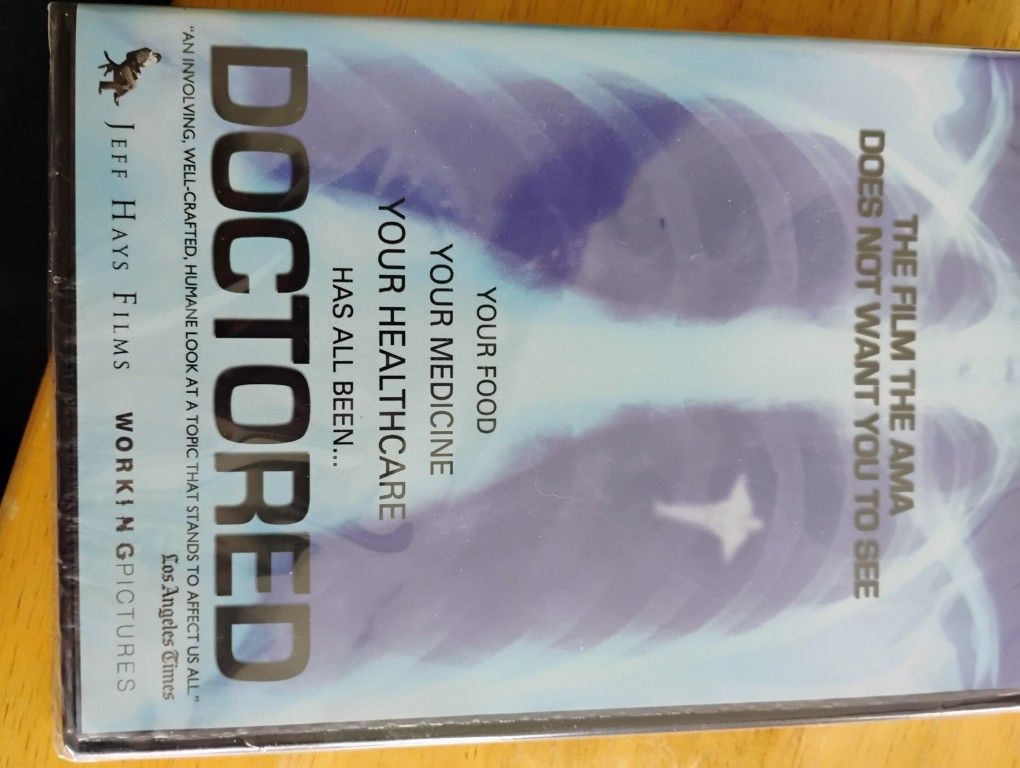 THE FILM THE AMA
DOES NOT WANT YOU TO SEE
YOUR FOOD
YOUR MEDICINE
YOUR HEALTHCARE
HAS ALL BEEN...
DOCTORED
"AN INVOLVING, WELL-CRAFTED, HUMANE LOOK AT A TOPIC THAT STANDS TO AFFECT US ALL."
Los Angeles Times
JEFF HAYS FILMS WORKINGPICTURES